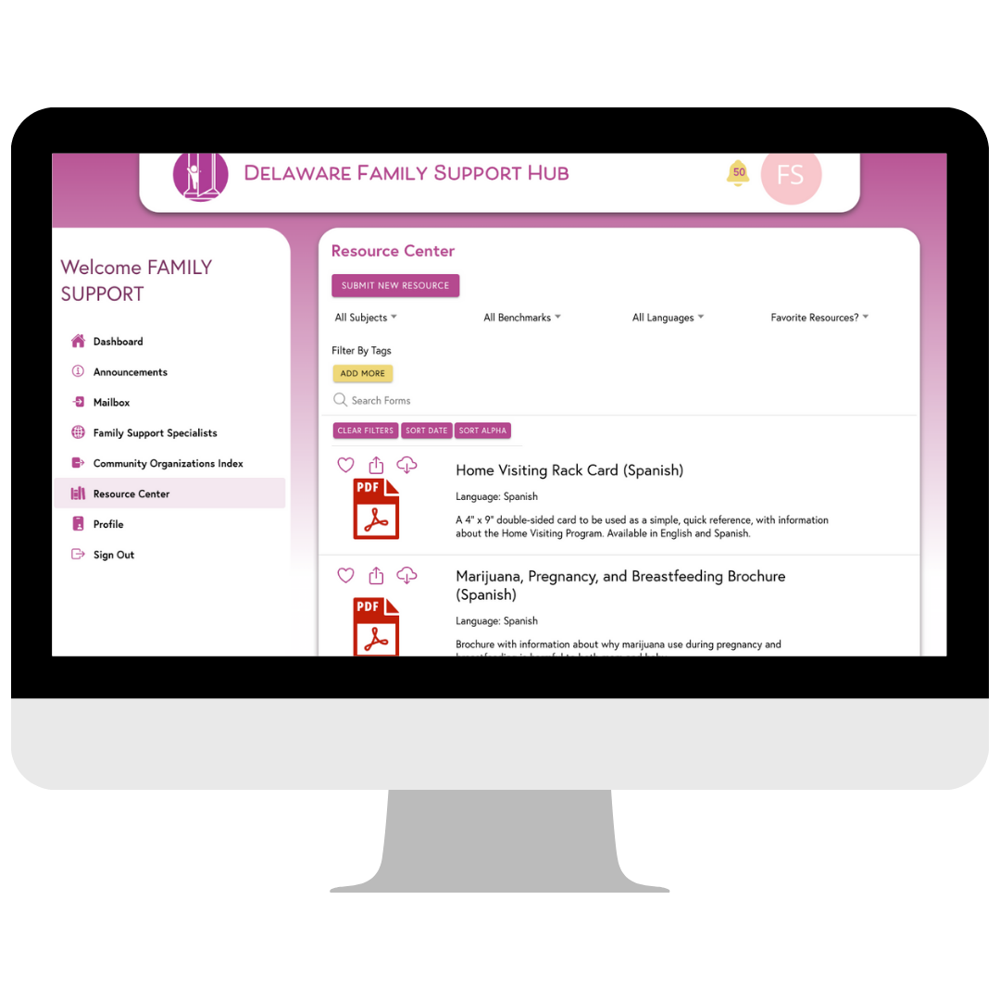 DELAWARE FAMILY SUPPORT HUB
50
FS
Welcome FAMILY
SUPPORT
Dashboard
Announcements
Mailbox
Family Support Specialists
Community Organizations Index
Resource Center
Profile
Sign Out
Resource Center
SUBMIT NEW RESOURCE
All Subjects
All Benchmarks
All Languages
Favorite Resources?
Filter By Tags
ADD MORE
Search Forms
CLEAR FILTERS
SORT DATE
SORT ALPHA
PDF
Home Visiting Rack Card (Spanish)
Language: Spanish
A 4" x 9" double-sided card to be used as a simple, quick reference, with information
about the Home Visiting Program. Available in English and Spanish.
PDF
Marijuana, Pregnancy, and Breastfeeding Brochure
(Spanish)
Language: Spanish
Brochure with information about why marijuana use during pregnancy and